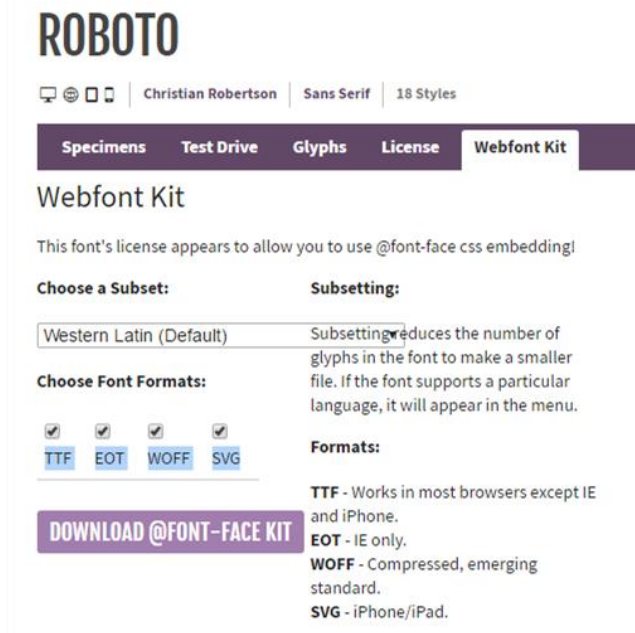 ROBOTO
Christian Robertson | Sans Serif | 18 Styles
Specimens Test Drive Glyphs License Webfont Kit
Webfont Kit
This font's license appears to allow you to use @font-face css embedding!
Choose a Subset:
Western Latin (Default)
Choose Font Formats:
TTF EOT WOFF SVG
DOWNLOAD @FONT-FACE KIT
Subsetting:
Subsetting reduces the number of
glyphs in the font to make a smaller
file. If the font supports a particular
language, it will appear in the menu.
Formats:
TTF - Works in most browsers except IE
and iPhone.
EOT - IE only.
WOFF - Compressed, emerging
standard.
SVG - iPhone/iPad.